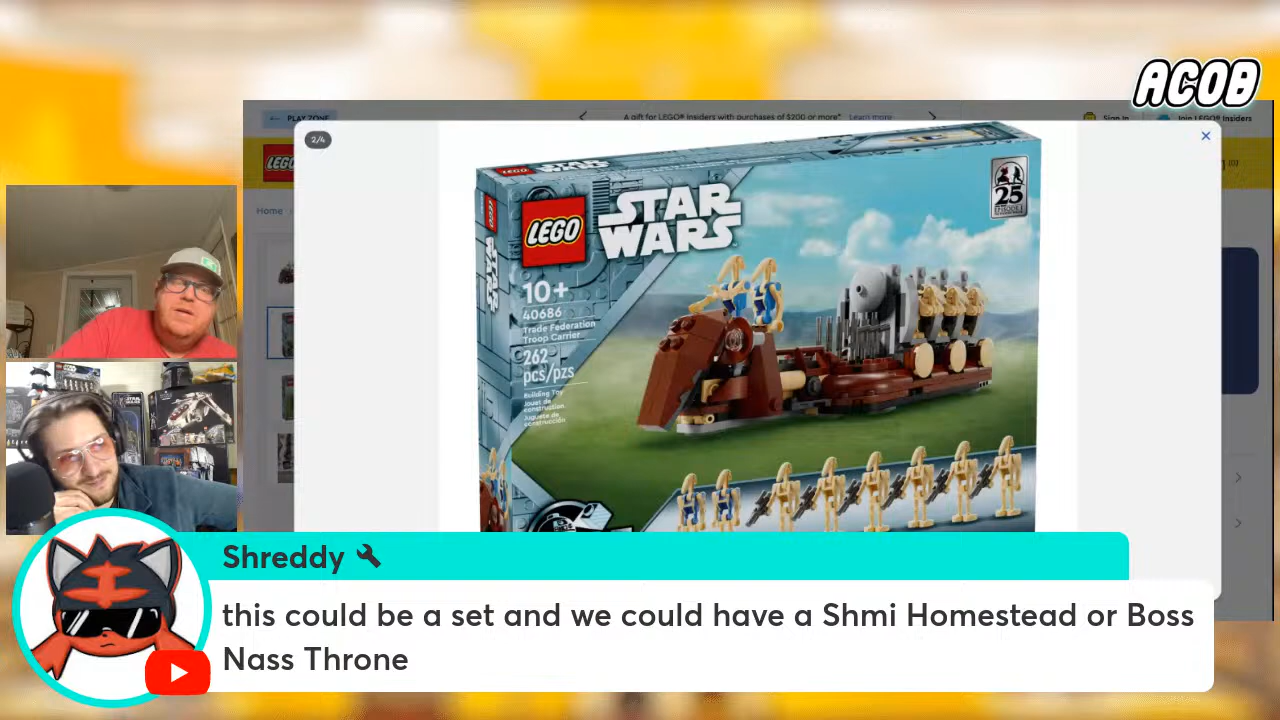 ACOB
← PLAY ZONE
A gift for LEGO® Insiders with purchases of $200 or more* Learn more
Sign In
Join LEGO® Insiders
2/4
LEGO
Home
LEGO
STAR
WARS
25
10+
40686
Trade Federation
Troop Carrier
262
pcs/pzs
Building Toy
Jouet de
construction
Juguete de
construcción
Shreddy
this could be a set and we could have a Shmi Homestead or Boss
Nass Throne